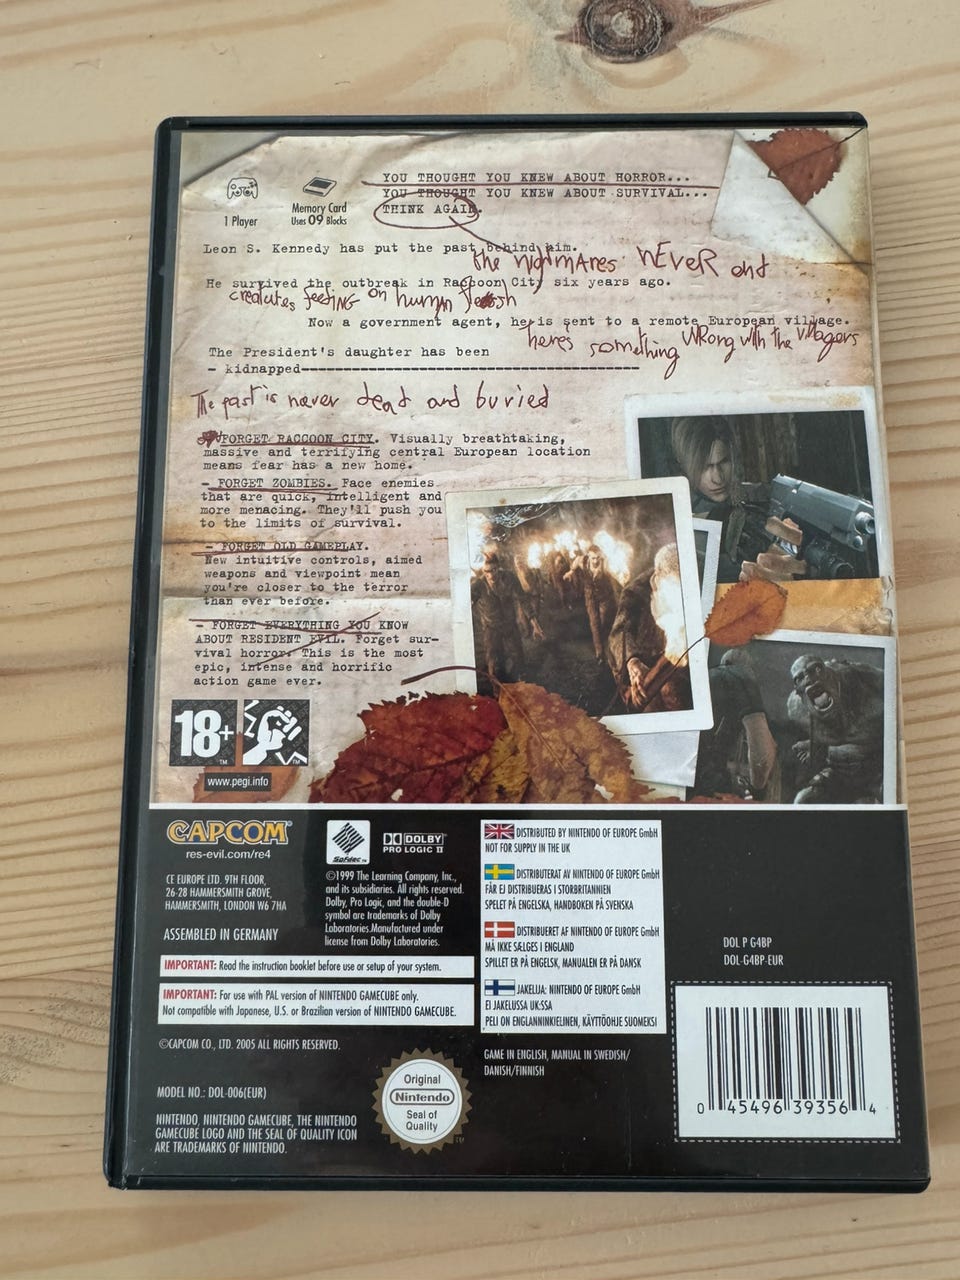 YOU THOUGHT YOU KNEW ABOUT HORROR...
YOU THOUGHT YOU KNEW ABOUT SURVIVAL...
THINK AGAIN.
1 Player
Memory Card
Uses 09 Blocks
Leon S. Kennedy has put the past behind him.
the nightmares NEVER end
He survived the outbreak in Raccoon City six years ago.
creatures feeding on human flesh
Now a government agent, he is sent to a remote European village.
heres something WRong with the villagers
The President's daughter has been
- kidnapped
The past is never dead and buried
FORGET RACCOON CITY. Visually breathtaking,
massive and terrifying central European location
means fear has a new home.
- FORGET ZOMBIES. Face enemies
that are quick, intelligent and
more menacing. They'll push you
to the limits of survival.
- FORGET OLD GAMEPLAY.
New intuitive controls, aimed
weapons and viewpoint mean
you're closer to the terror
than ever before.
- FORGET EVERYTHING YOU KNOW
ABOUT RESIDENT EVIL. Forget sur-
vival horror. This is the most
epic, intense and horrific
action game ever.
18+
www.pegi.info
CAPCOM
res-evil.com/re4
CE EUROPE LTD. 9TH FLOOR,
26-28 HAMMERSMITH GROVE,
HAMMERSMITH, LONDON W6 7HA
ASSEMBLED IN GERMANY
Sofdec
DOLBY
PRO LOGIC II
©1999 The Learning Company, Inc.,
and its subsidiaries. All rights reserved.
Dolby, Pro Logic, and the double-D
symbol are trademarks of Dolby
Laboratories.Manufactured under
license from Dolby Laboratories.
IMPORTANT: Read the instruction booklet before use or setup of your system.
IMPORTANT: For use with PAL version of NINTENDO GAMECUBE only.
Not compatible with Japanese, U.S. or Brazilian version of NINTENDO GAMECUBE.
©CAPCOM CO., LTD. 2005 ALL RIGHTS RESERVED.
MODEL NO.: DOL-006(EUR)
NINTENDO, NINTENDO GAMECUBE, THE NINTENDO
GAMECUBE LOGO AND THE SEAL OF QUALITY ICON
ARE TRADEMARKS OF NINTENDO.
Original
Nintendo
Seal of
Quality
DISTRIBUTED BY NINTENDO OF EUROPE GmbH
NOT FOR SUPPLY IN THE UK
DISTRIBUTERAT AV NINTENDO OF EUROPE GmbH
FÅR EJ DISTRIBUERAS I STORBRITANNIEN
SPELET PÅ ENGELSKA, HANDBOKEN PÅ SVENSKA
DISTRIBUERET AF NINTENDO OF EUROPE GmbH
MÅ IKKE SÆLGES I ENGLAND
SPILLET ER PÅ ENGELSK, MANUALEN ER PÅ DANSK
JAKELIJA: NINTENDO OF EUROPE GmbH
EI JAKELUSSA UK:SSA
PELI ON ENGLANNINKIELINEN, KÄYTTÖOHJE SUOMEKSI
GAME IN ENGLISH, MANUAL IN SWEDISH/
DANISH/FINNISH
DOL P G4BP
DOL-G4BP-EUR
0 45496 39356 4